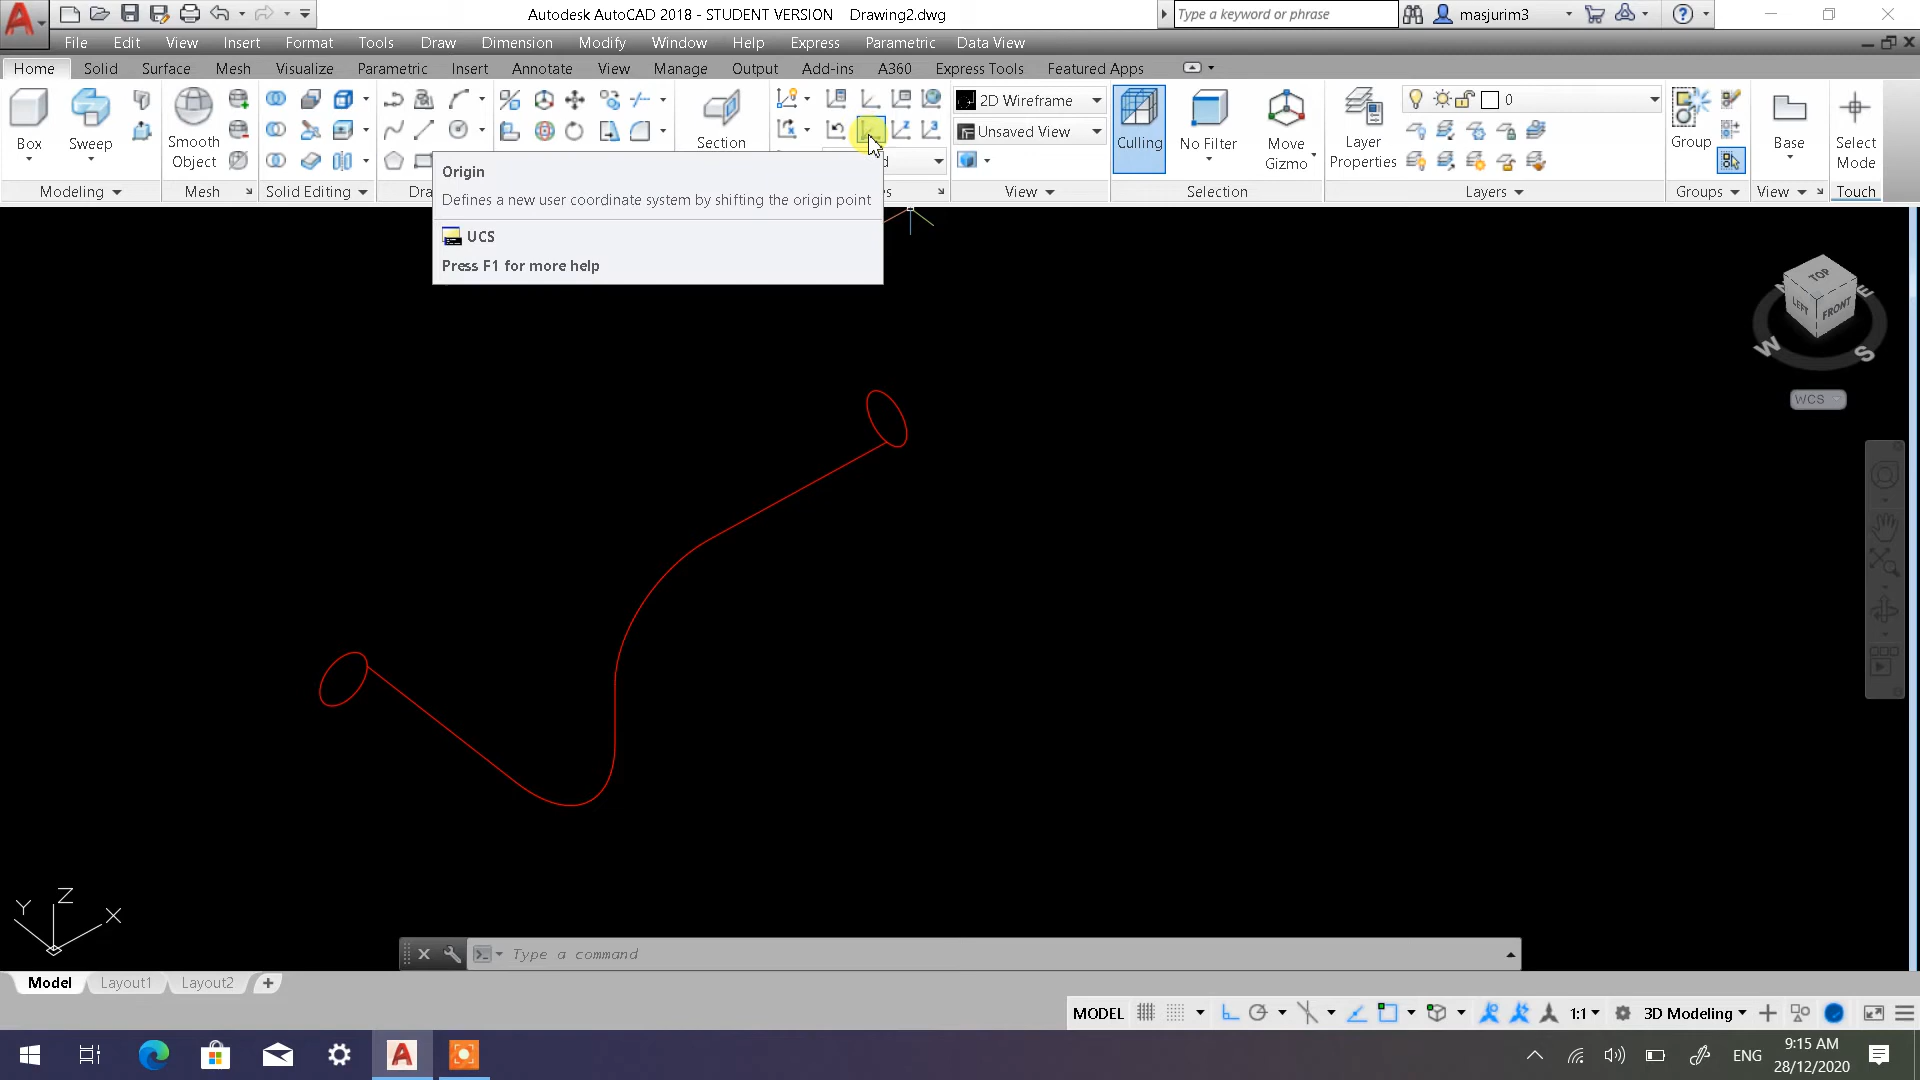 Autodesk AutoCAD 2018 - STUDENT VERSION Drawing2.dwg
Type a keyword or phrase
masjurim3
File Edit View Insert Format Tools Draw Dimension Modify Window Help Express Parametric Data View
Home Solid Surface Mesh Visualize Parametric Insert Annotate View Manage Output Add-ins A360 Express Tools Featured Apps
Box
Sweep
Smooth
Object
Section
2D Wireframe
Unsaved View
Culling
No Filter
Move
Gizmo
Layer
Properties
0
Group
Base
Select
Mode
Modeling
Mesh
Solid Editing
View
Selection
Layers
Groups
View
Touch
Origin
Defines a new user coordinate system by shifting the origin point
UCS
Press F1 for more help
TOP
LEFT
FRONT
E
W
S
WCS
Y
Z
X
Type a command
Model
Layout1
Layout2
MODEL
1:1
3D Modeling
ENG
9:15 AM
28/12/2020